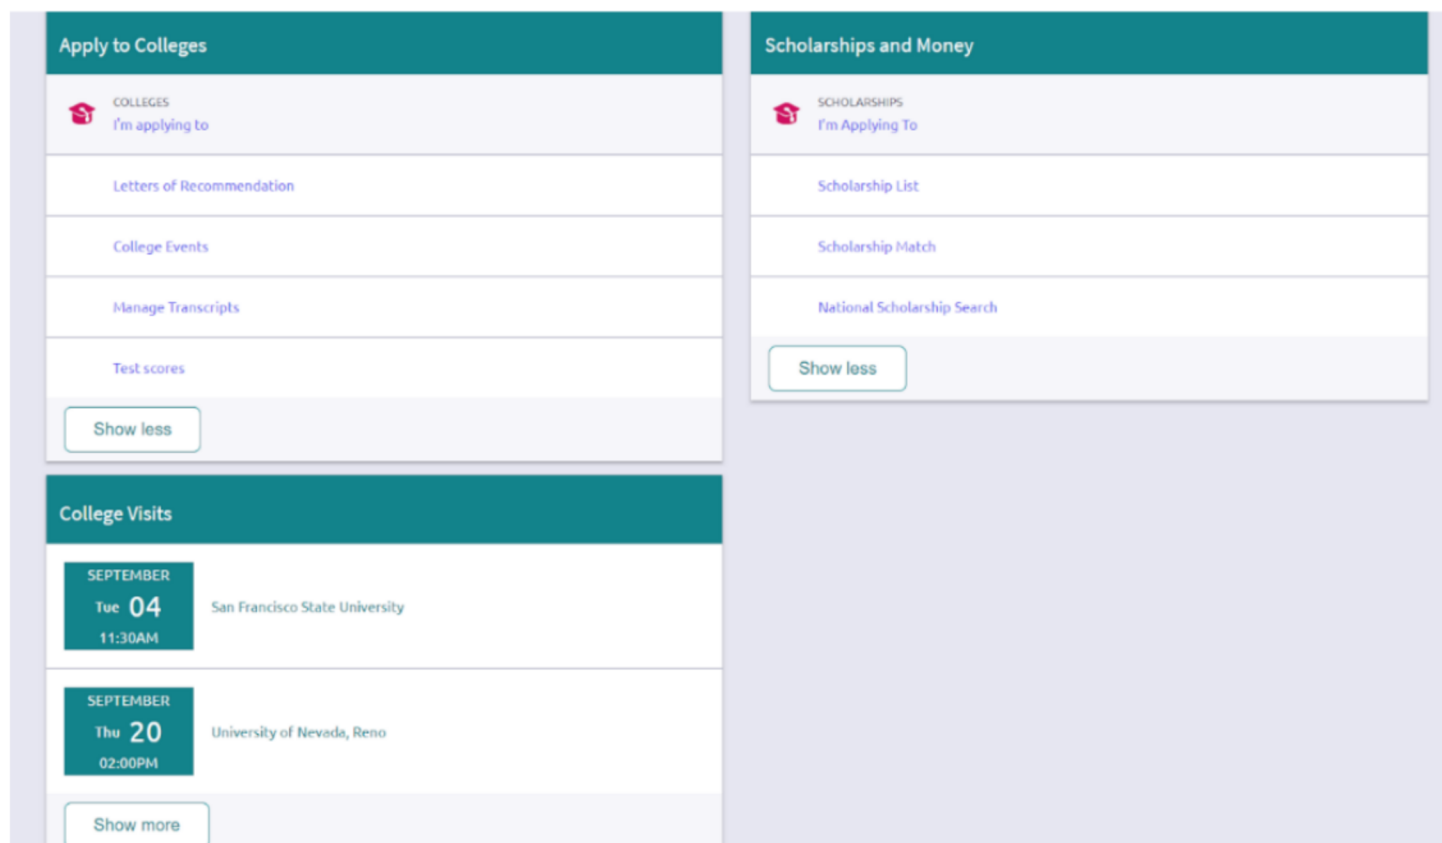 Apply to Colleges
COLLEGES
I'm applying to
Letters of Recommendation
College Events
Manage Transcripts
Test scores
Show less
Scholarships and Money
SCHOLARSHIPS
I'm Applying To
Scholarship List
Scholarship Match
National Scholarship Search
Show less
College Visits
SEPTEMBER
Tue 04
11:30AM
San Francisco State University
SEPTEMBER
Thu 20
02:00PM
University of Nevada, Reno
Show more